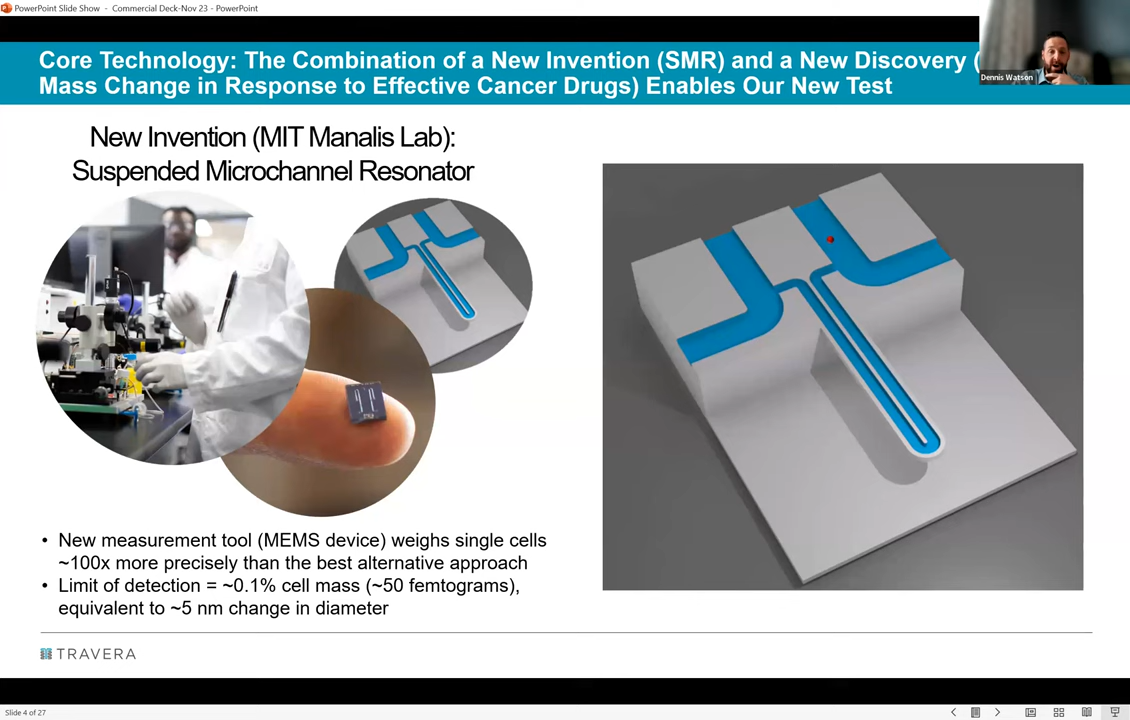 PowerPoint Slide Show - Commercial Deck-Nov 23 - PowerPoint
Core Technology: The Combination of a New Invention (SMR) and a New Discovery (
Mass Change in Response to Effective Cancer Drugs) Enables Our New Test
Dennis Watson
New Invention (MIT Manalis Lab):
Suspended Microchannel Resonator
• New measurement tool (MEMS device) weighs single cells
~100x more precisely than the best alternative approach
• Limit of detection = ~0.1% cell mass (~50 femtograms),
equivalent to ~5 nm change in diameter
TRAVERA
Slide 4 of 27